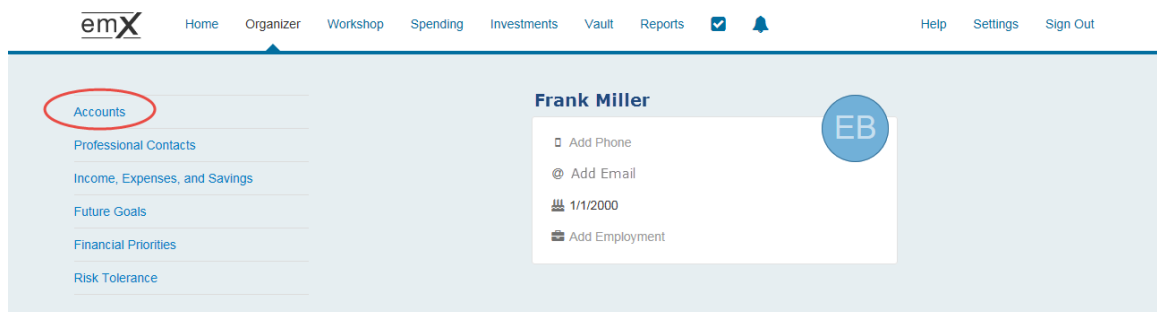 emX Home Organizer Workshop Spending Investments Vault Reports Help Settings Sign Out
Accounts
Professional Contacts
Income, Expenses, and Savings
Future Goals
Financial Priorities
Risk Tolerance
Frank Miller
EB
Add Phone
@ Add Email
1/1/2000
Add Employment